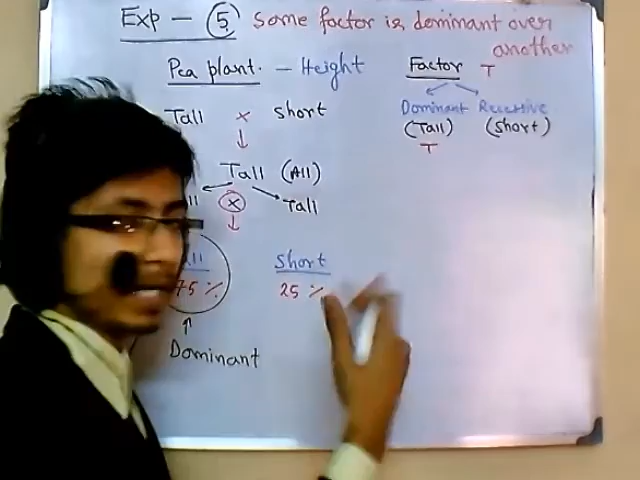 Exp - 5 Some factor is dominant over
another
Pea plant. - Height
Factor T
Tall × short
Dominant Recessive
(Tall) (short)
T
Tall (All)
× Tall
short
75 % 25 %
Dominant